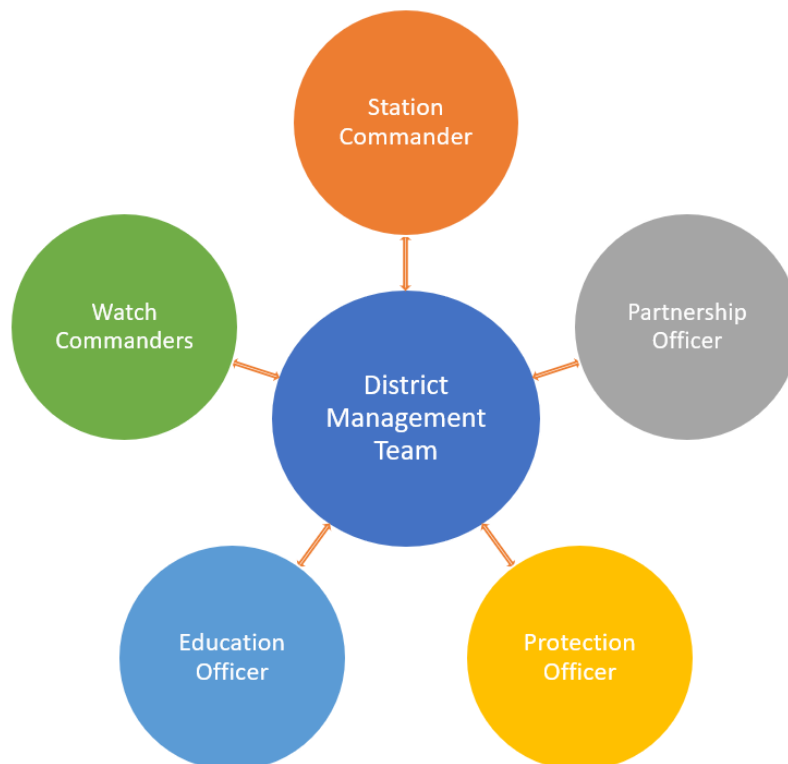 Station
Commander
Watch
Commanders
Partnership
Officer
District
Management
Team
Education
Officer
Protection
Officer